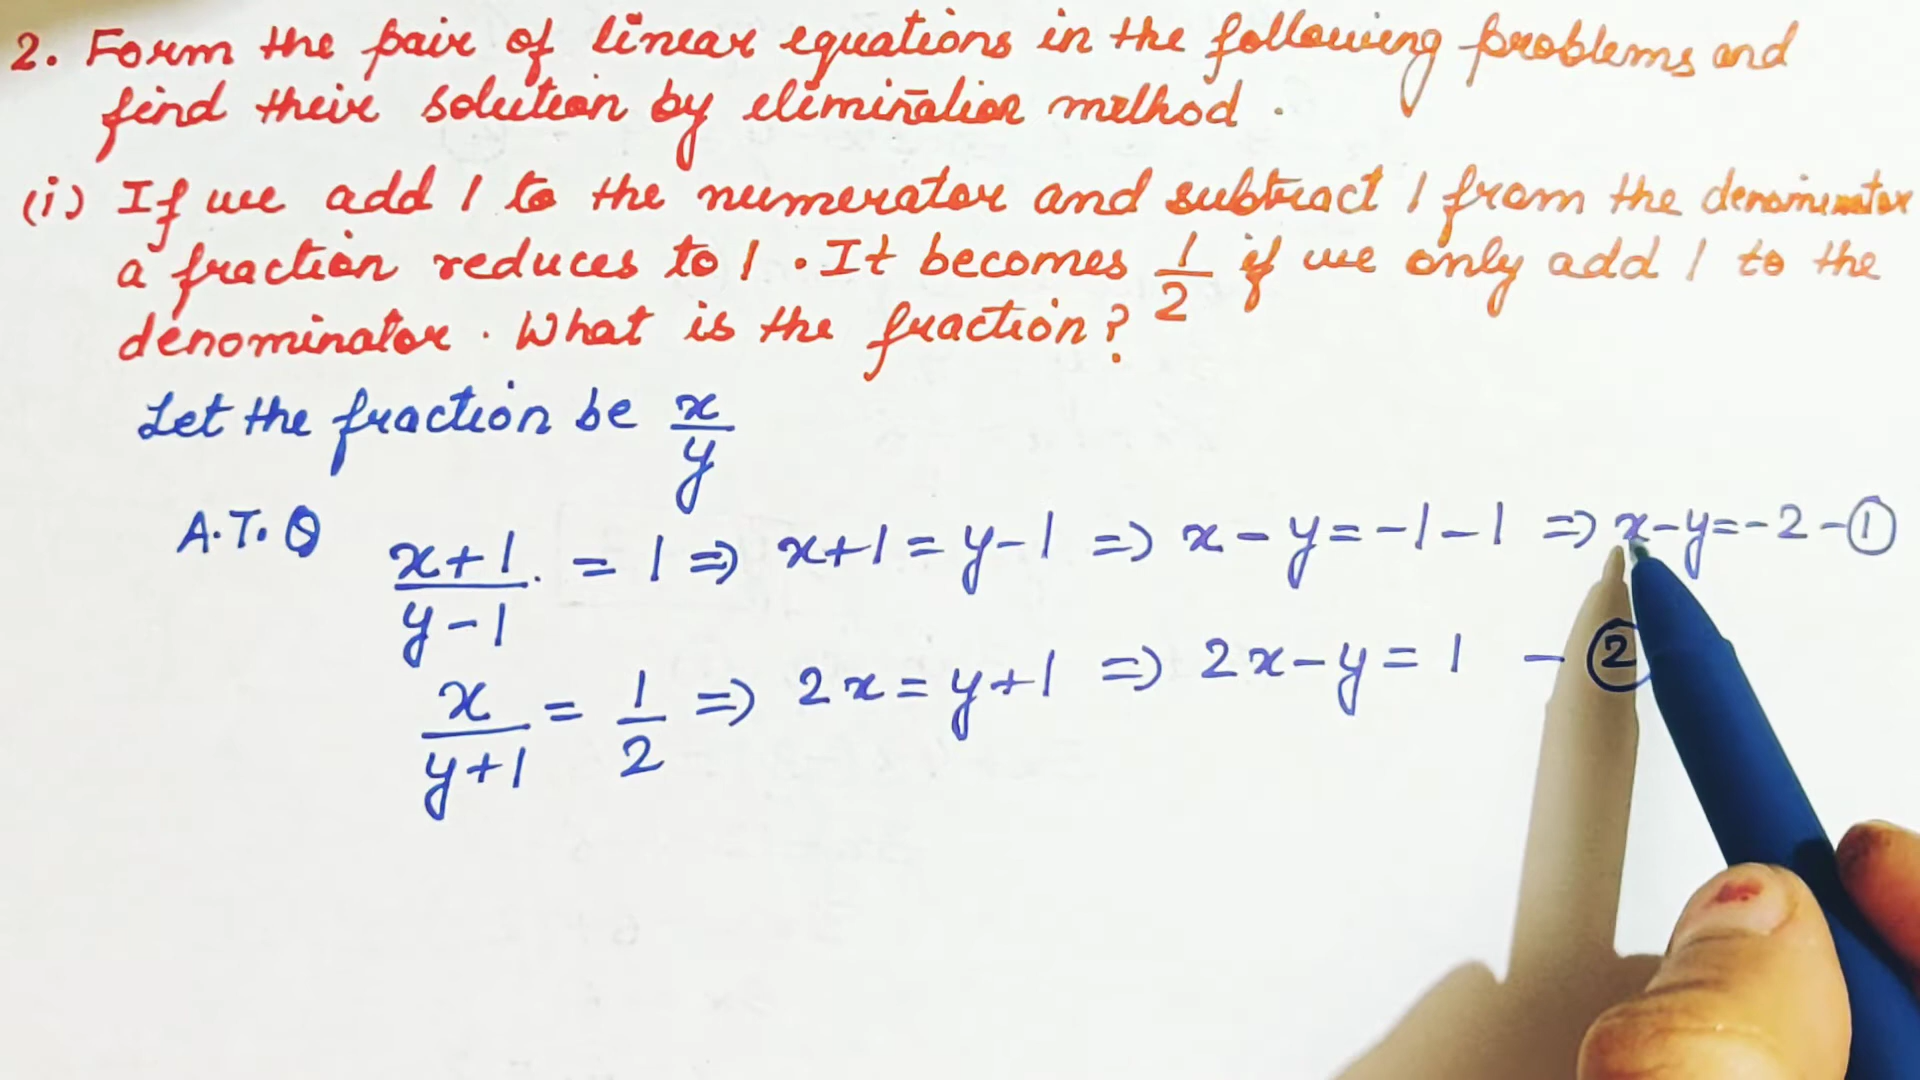 2. Form the pair of linear equations in the following problems and
find their solution by elimination method.
(i) If we add 1 to the numerator and subtract 1 from the denominator
a fraction reduces to 1. It becomes 1/2 if we only add 1 to the
denominator. What is the fraction?
Let the fraction be x/y
A.T.Q (x+1)/(y-1) = 1 => x+1 = y-1 => x-y = -1-1 => x-y = -2 - ①
x/(y+1) = 1/2 => 2x = y+1 => 2x-y = 1 - ②